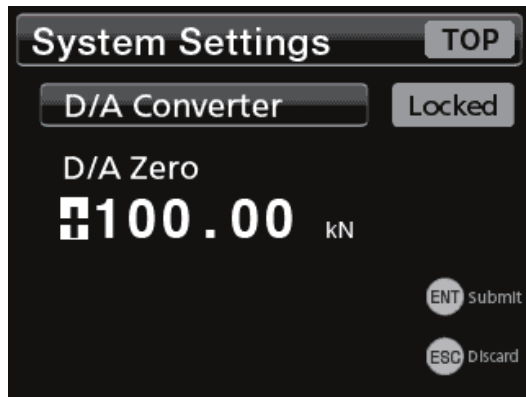 System Settings TOP
D/A Converter Locked
D/A Zero
+100.00 kN
ENT Submit
ESC Discard